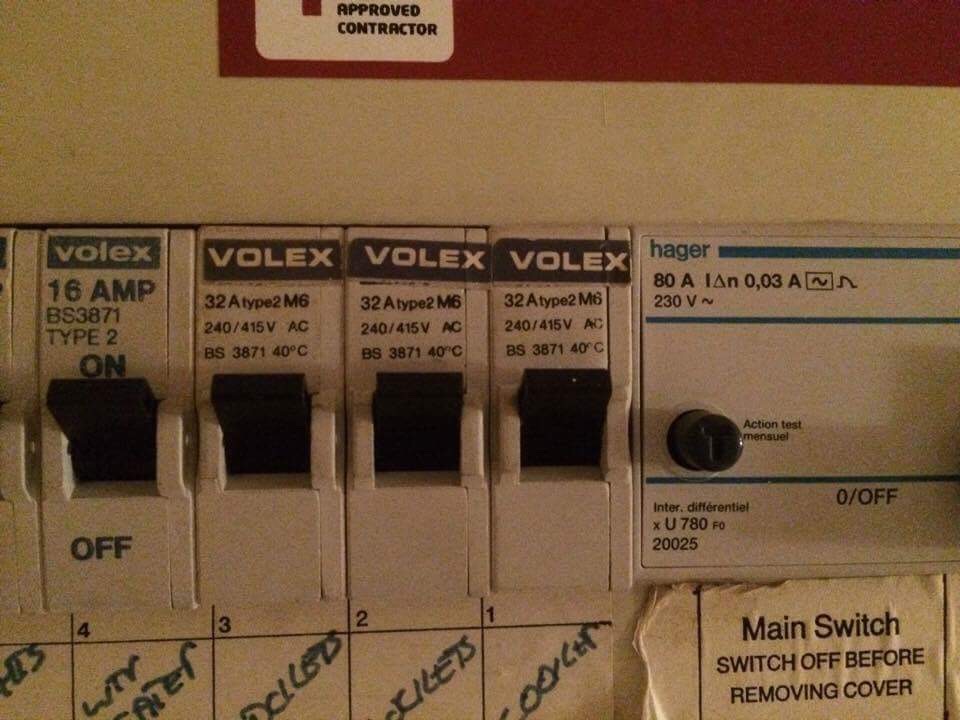 APPROVED
CONTRACTOR
volex
16 AMP
BS3871
TYPE 2
ON
OFF
VOLEX
32 A type2 M6
240/415V AC
BS 3871 40°C
VOLEX
32 A type2 M6
240/415V AC
BS 3871 40°C
VOLEX
32 A type2 M6
240/415V AC
BS 3871 40°C
hager
80 A IΔn 0,03 A
230 V ~
Action test
mensuel
0/OFF
Inter. différentiel
x U 780 F0
20025
4
3
2
1
SOCKETS
SOCKETS
Main Switch
SWITCH OFF BEFORE
REMOVING COVER